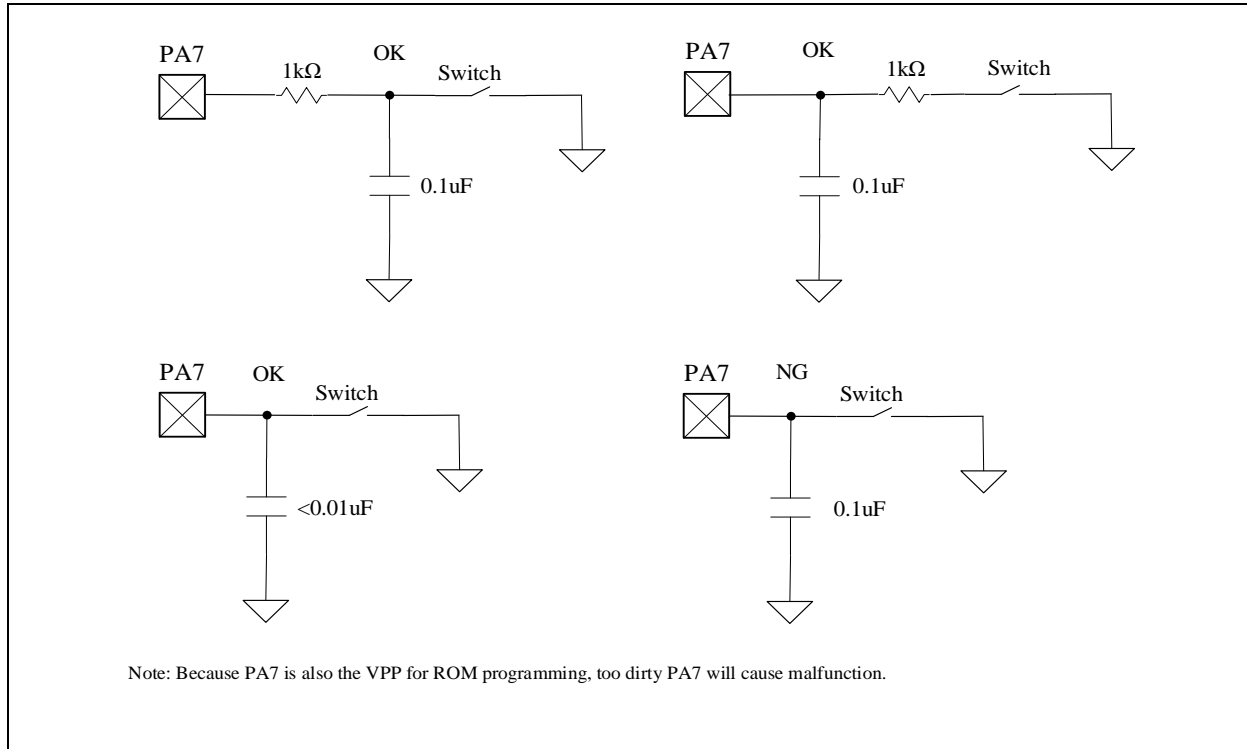 PA7
1kΩ
OK
Switch
0.1uF
PA7
OK
1kΩ
Switch
0.1uF
PA7
OK
Switch
<0.01uF
PA7
NG
Switch
0.1uF
Note: Because PA7 is also the VPP for ROM programming, too dirty PA7 will cause malfunction.